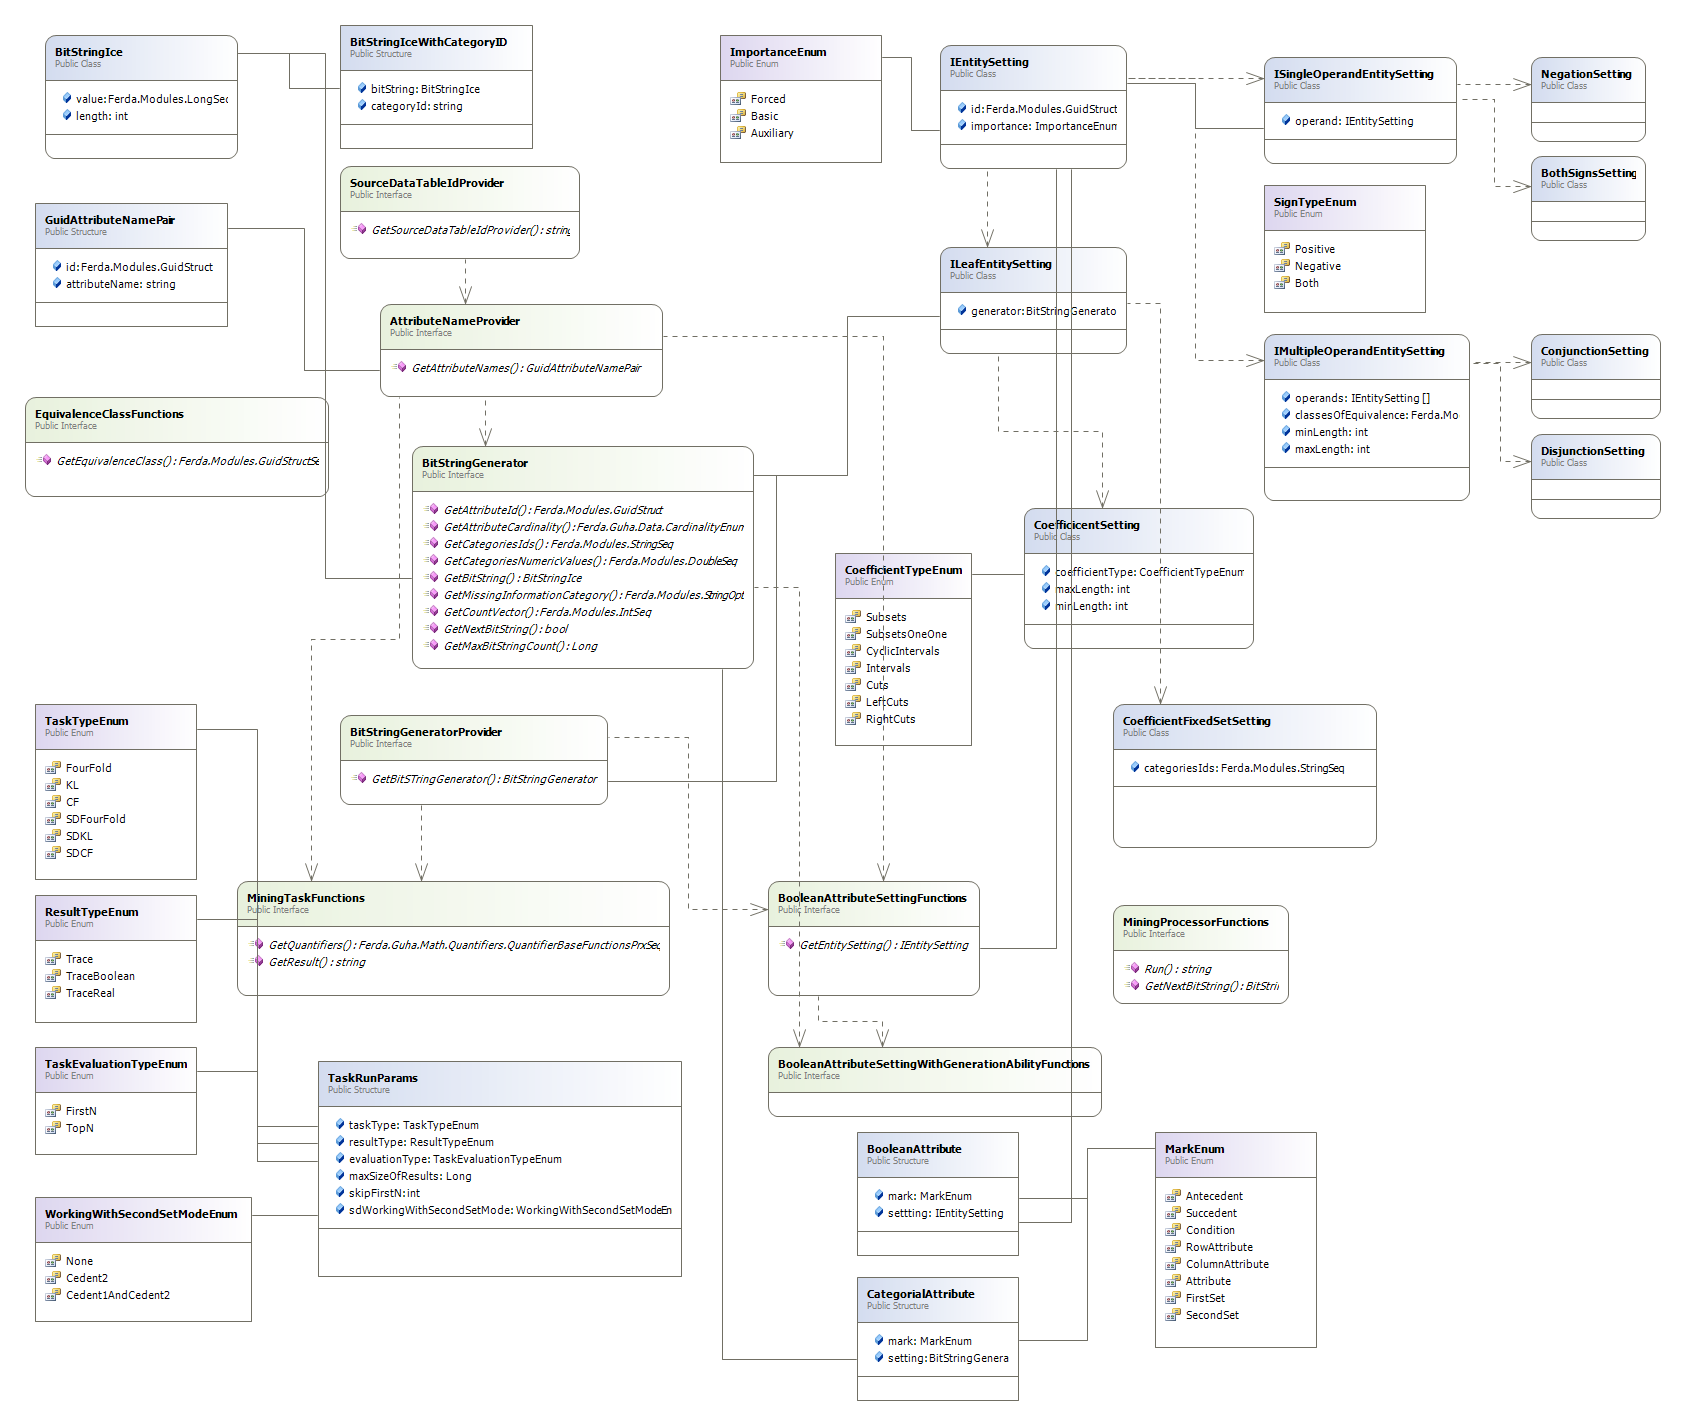 BitStringIce
Public Class
value:Ferda.Modules.LongSeq
length: int
BitStringIceWithCategoryID
Public Structure
bitString: BitStringIce
categoryId: string
ImportanceEnum
Public Enum
Forced
Basic
Auxiliary
IEntitySetting
Public Class
id:Ferda.Modules.GuidStruct
importance: ImportanceEnum
ISingleOperandEntitySetting
Public Class
operand: IEntitySetting
NegationSetting
Public Class
BothSignsSetting
Public Class
SourceDataTableIdProvider
Public Interface
GetSourceDataTableIdProvider(): string
GuidAttributeNamePair
Public Structure
id:Ferda.Modules.GuidStruct
attributeName: string
SignTypeEnum
Public Enum
Positive
Negative
Both
ILeafEntitySetting
Public Class
generator:BitStringGenerato
AttributeNameProvider
Public Interface
GetAttributeNames(): GuidAttributeNamePair
IMultipleOperandEntitySetting
Public Class
operands: IEntitySetting []
classesOfEquivalence: Ferda.Mo
minLength: int
maxLength: int
ConjunctionSetting
Public Class
DisjunctionSetting
Public Class
EquivalenceClassFunctions
Public Interface
GetEquivalenceClass(): Ferda.Modules.GuidStructSe
BitStringGenerator
Public Interface
GetAttributeId(): Ferda.Modules.GuidStruct
GetAttributeCardinality():Ferda.Guha.Data.CardinalityEnum
GetCategoriesIds(): Ferda.Modules.StringSeq
GetCategoriesNumericValues(): Ferda.Modules.DoubleSeq
GetBitString(): BitStringIce
GetMissingInformationCategory(): Ferda.Modules.StringOpt
GetCountVector():Ferda.Modules.IntSeq
GetNextBitString(): bool
GetMaxBitStringCount(): Long
CoefficicentSetting
Public Class
coefficientType: CoefficientTypeEnum
maxLength: int
minLength: int
CoefficientTypeEnum
Public Enum
Subsets
SubsetsOneOne
CyclicIntervals
Intervals
Cuts
LeftCuts
RightCuts
TaskTypeEnum
Public Enum
FourFold
KL
CF
SDFourFold
SDKL
SDCF
BitStringGeneratorProvider
Public Interface
GetBitSTringGenerator(): BitStringGenerator
CoefficientFixedSetSetting
Public Class
categoriesIds: Ferda.Modules.StringSeq
MiningTaskFunctions
Public Interface
GetQuantifiers(): Ferda.Guha.Math.Quantifiers.QuantifierBaseFunctionsPrxSeq
GetResult(): string
BooleanAttributeSettingFunctions
Public Interface
GetEntitySetting(): IEntitySetting
MiningProcessorFunctions
Public Interface
Run(): string
GetNextBitString(): BitStrin
ResultTypeEnum
Public Enum
Trace
TraceBoolean
TraceReal
TaskEvaluationTypeEnum
Public Enum
FirstN
TopN
TaskRunParams
Public Structure
taskType: TaskTypeEnum
resultType: ResultTypeEnum
evaluationType: TaskEvaluationTypeEnum
maxSizeOfResults: Long
skipFirstN:int
sdWorkingWithSecondSetMode: WorkingWithSecondSetModeEn
BooleanAttributeSettingWithGenerationAbilityFunctions
Public Interface
BooleanAttribute
Public Structure
mark: MarkEnum
settting: IEntitySetting
MarkEnum
Public Enum
Antecedent
Succedent
Condition
RowAttribute
ColumnAttribute
Attribute
FirstSet
SecondSet
WorkingWithSecondSetModeEnum
Public Enum
None
Cedent2
Cedent1AndCedent2
CategorialAttribute
Public Structure
mark: MarkEnum
setting:BitStringGenera